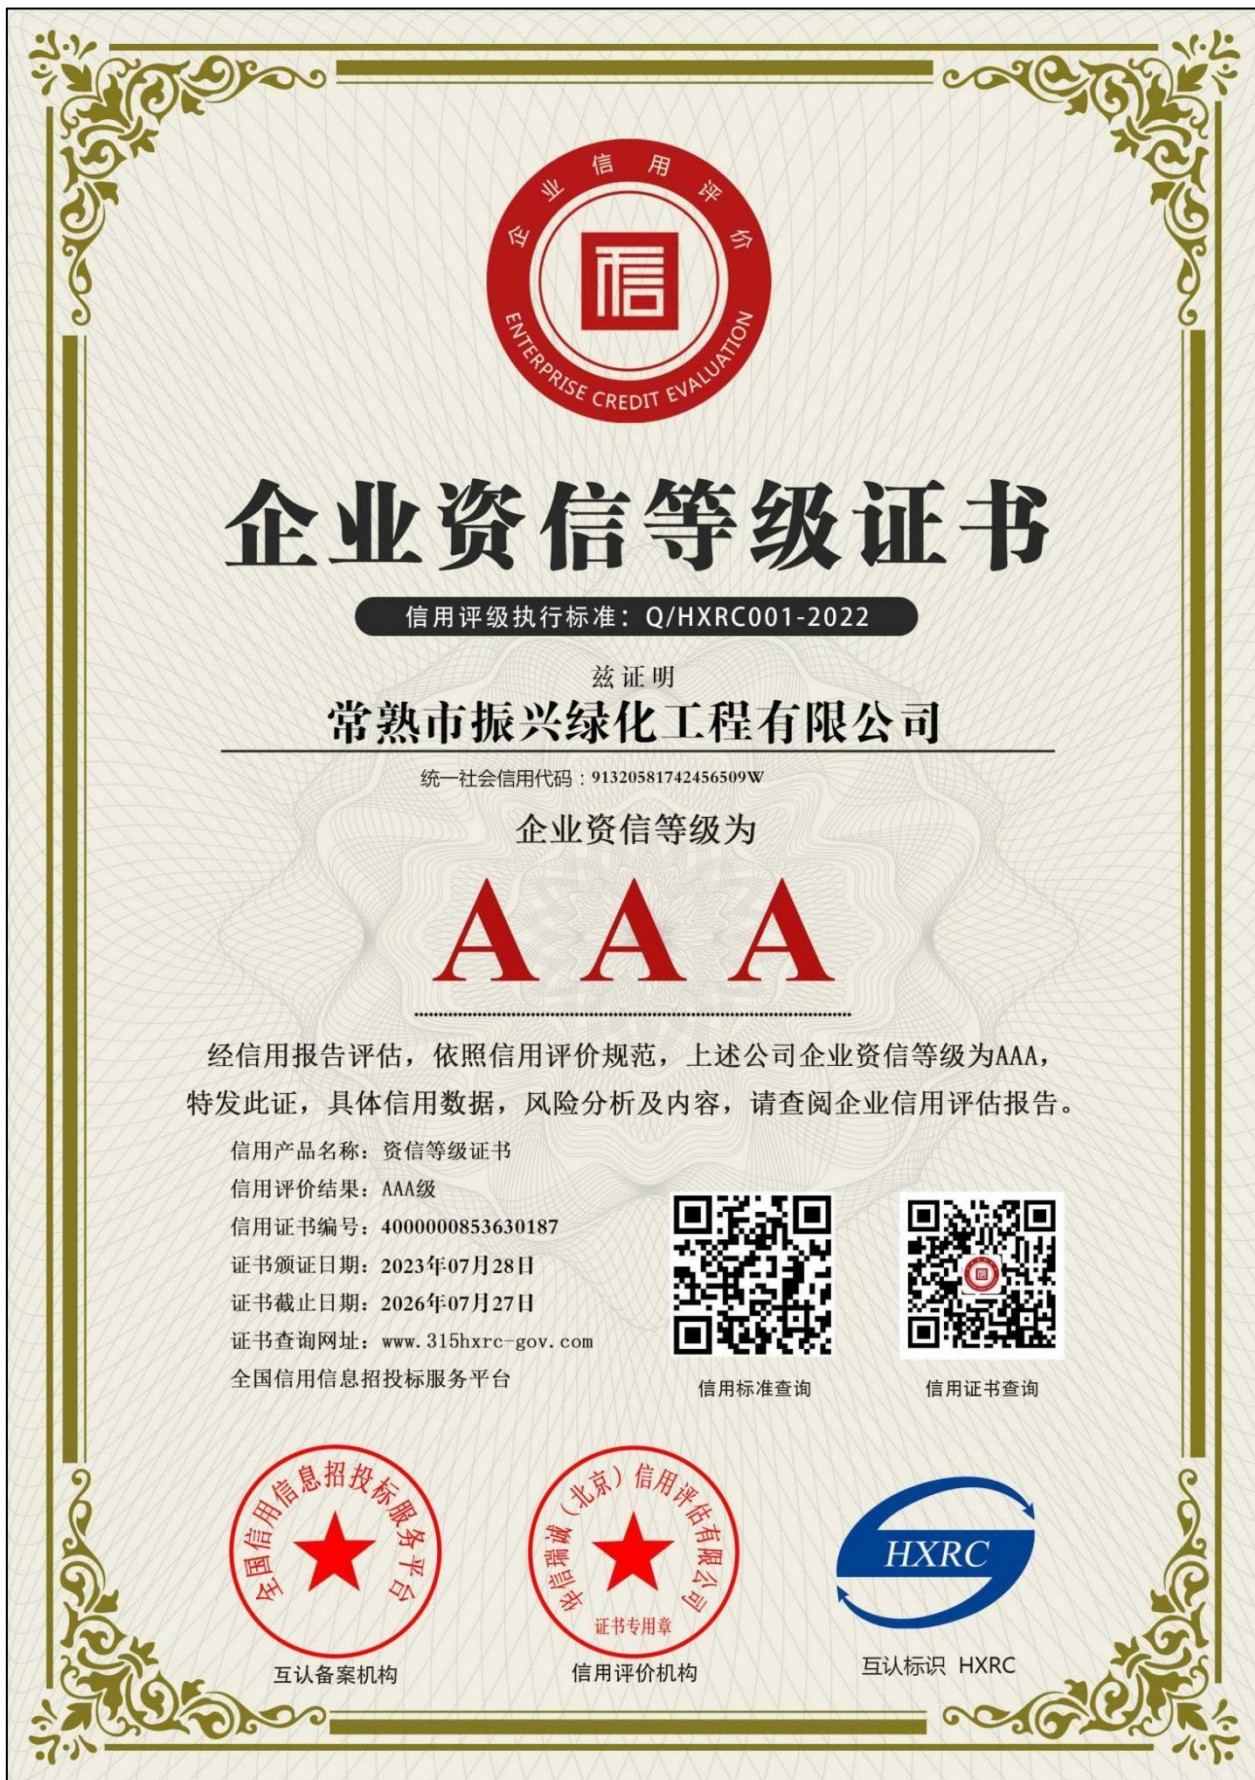 企业信用评价
信
ENTERPRISE CREDIT EVALUATION
企业资信等级证书
信用评级执行标准：Q/HXRC001-2022
兹证明
常熟市振兴绿化工程有限公司
统一社会信用代码：91320581742456509W
企业资信等级为
AAA
经信用报告评估，依照信用评价规范，上述公司企业资信等级为AAA，
特发此证，具体信用数据，风险分析及内容，请查阅企业信用评估报告。
信用产品名称：资信等级证书
信用评价结果：AAA级
信用证书编号：4000000853630187
证书颁证日期：2023年07月28日
证书截止日期：2026年07月27日
证书查询网址：www.315hxrc-gov.com
全国信用信息招投标服务平台
信用标准查询
信用证书查询
全国信用信息招投标服务平台
互认备案机构
华信瑞诚（北京）信用评估有限公司
证书专用章
信用评价机构
HXRC
互认标识 HXRC